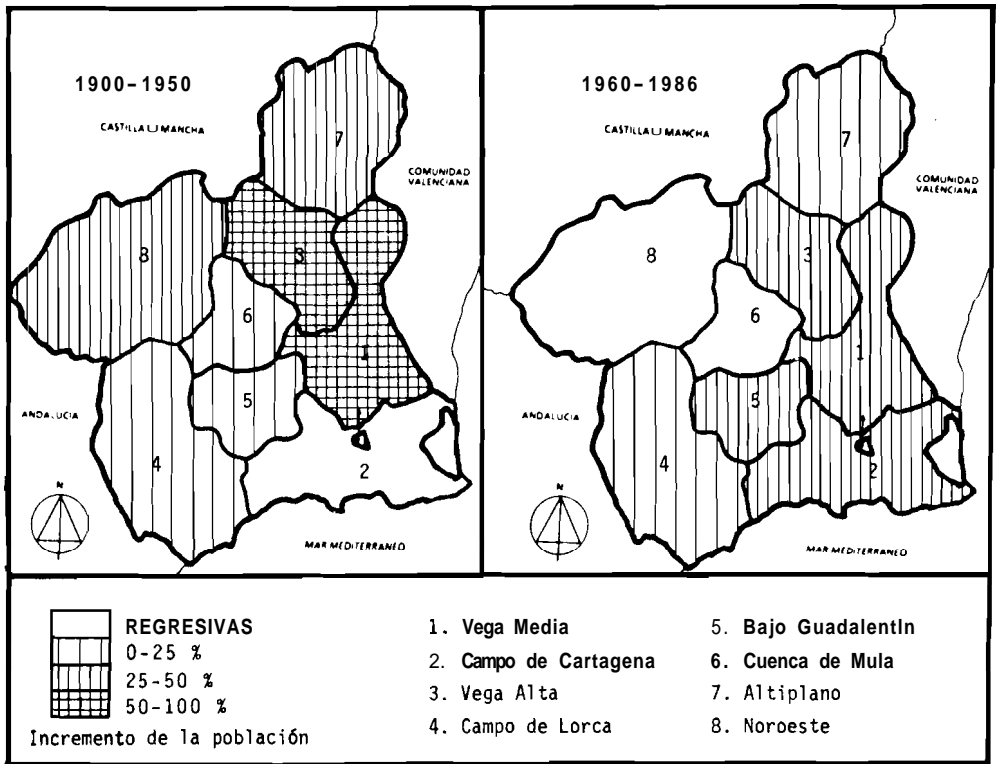 1900-1950
CASTILLA LA MANCHA
7
COMUNIDAD
VALENCIANA
8
3
6
1
5
ANDALUCIA
4
2
N
MAR MEDITERRANEO
1960-1986
CASTILLA LA MANCHA
7
COMUNIDAD
VALENCIANA
8
3
6
1
5
ANDALUCIA
4
2
N
MAR MEDITERRANEO
REGRESIVAS
0-25 %
25-50 %
50-100 %
Incremento de la población
1. Vega Media
2. Campo de Cartagena
3. Vega Alta
4. Campo de Lorca
5. Bajo GuadalentIn
6. Cuenca de Mula
7. Altiplano
8. Noroeste